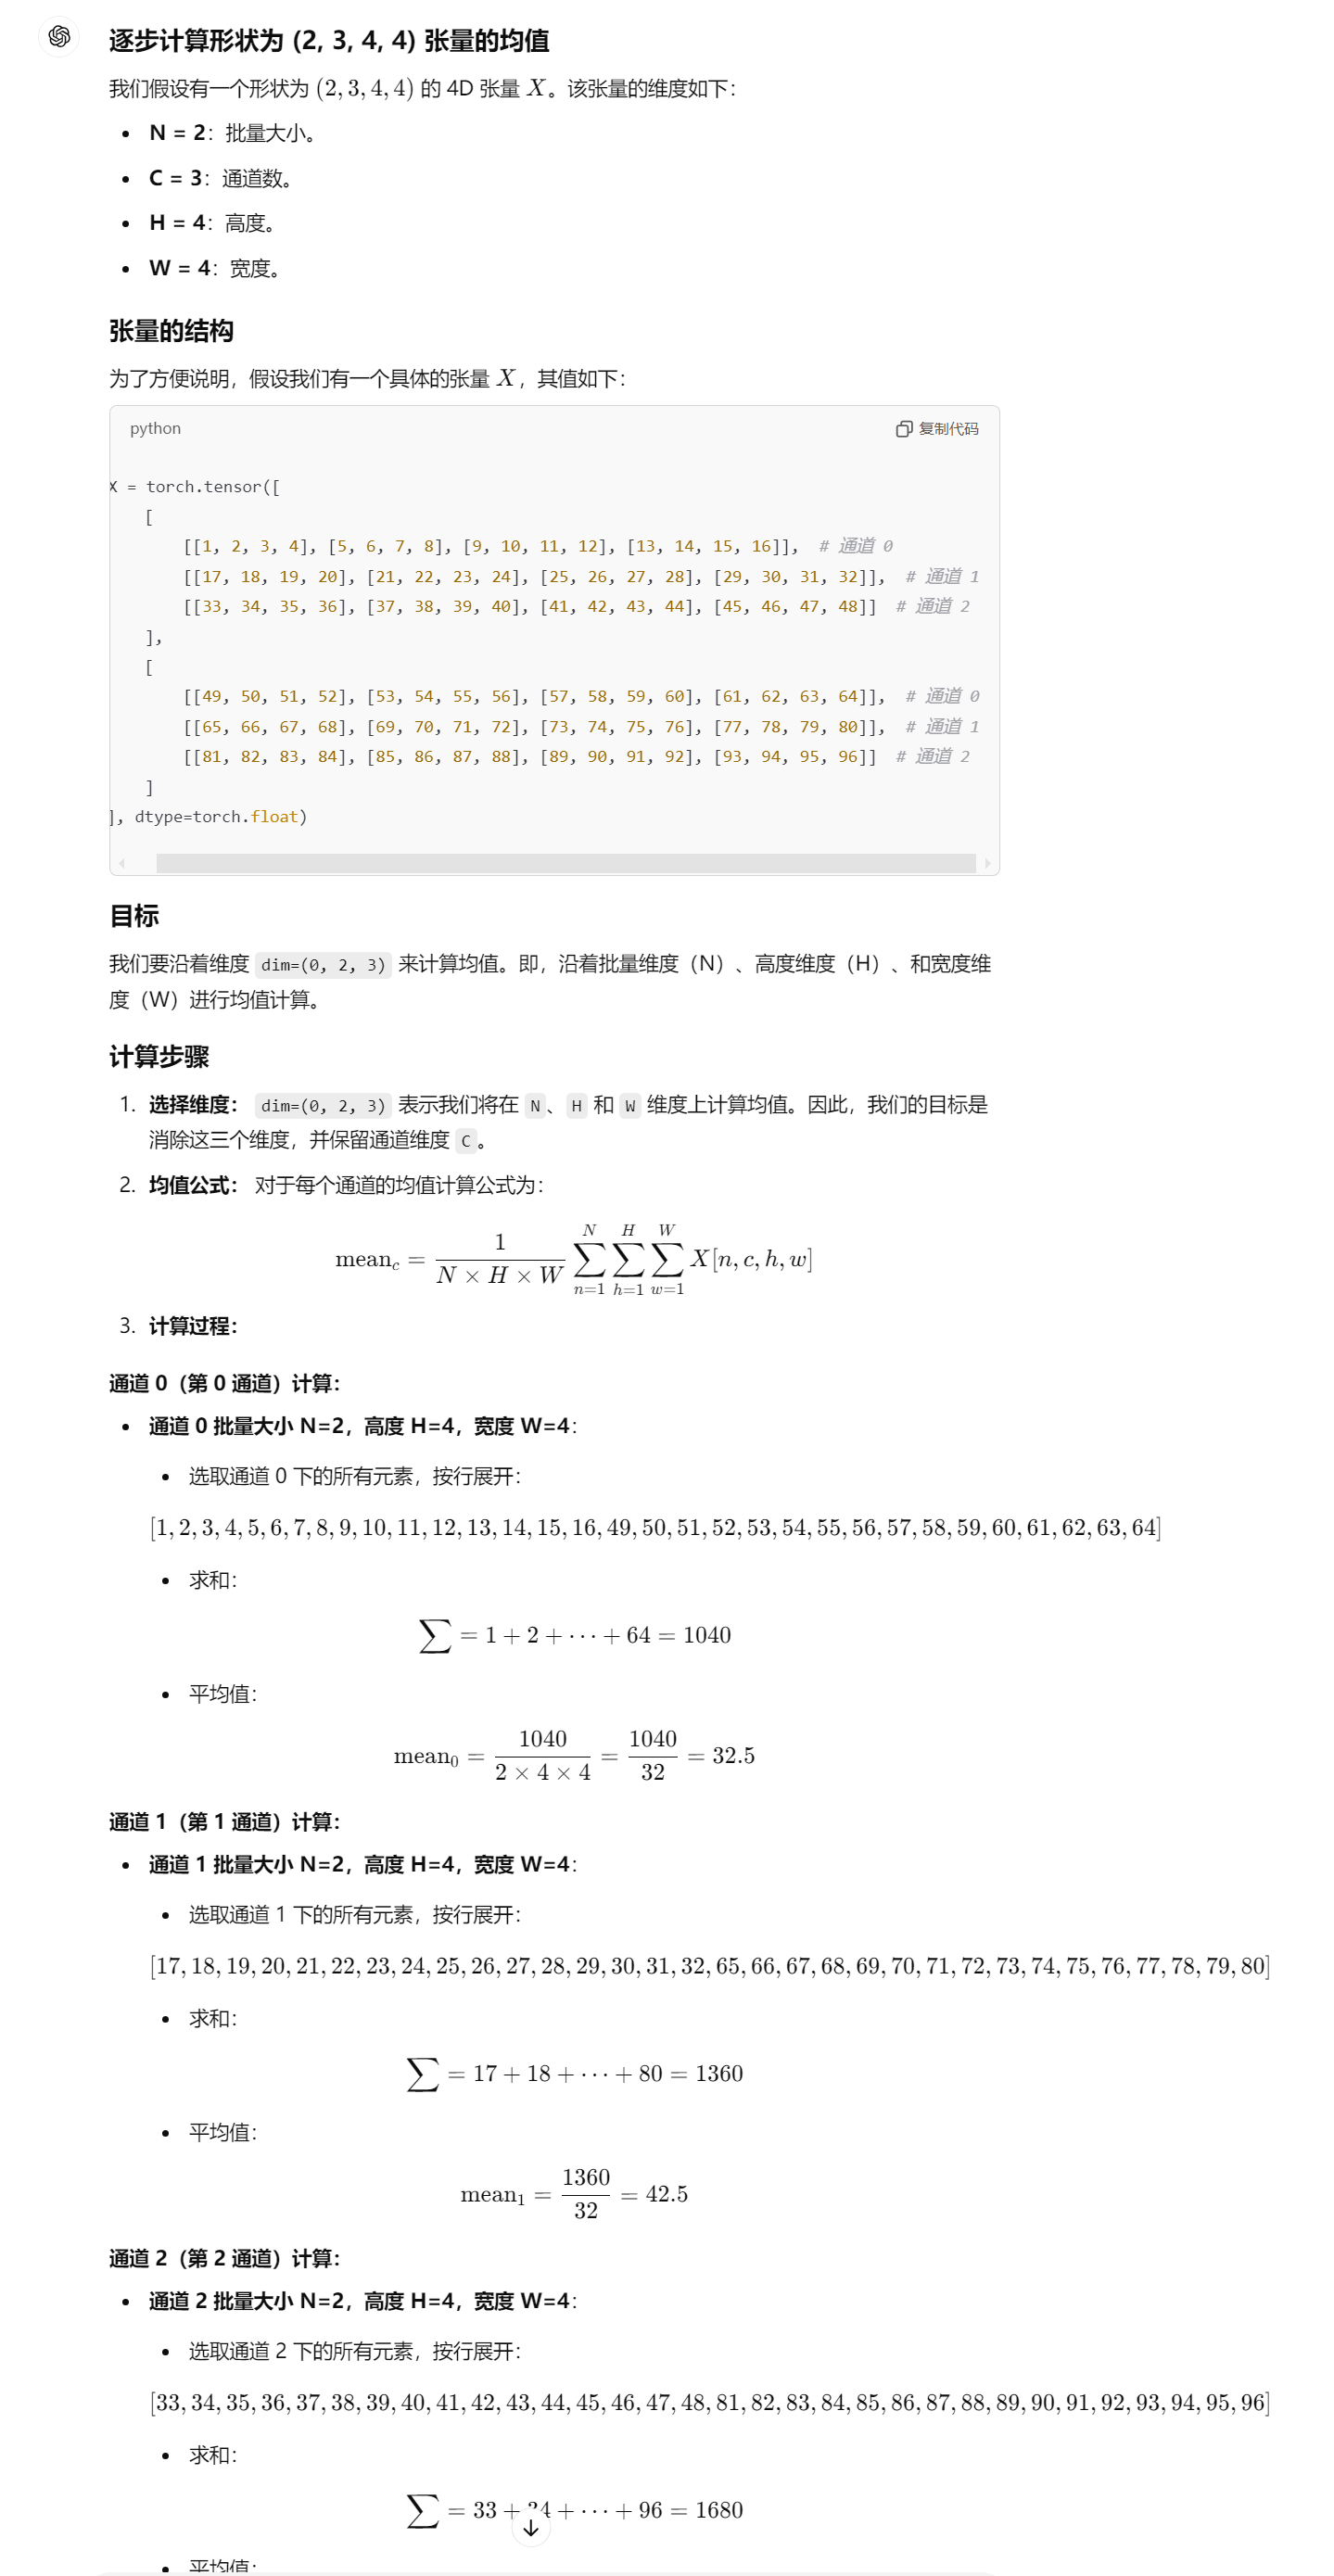 逐步计算形状为 (2, 3, 4, 4) 张量的均值
我们假设有一个形状为 (2, 3, 4, 4) 的 4D 张量 X。该张量的维度如下：
• N = 2：批量大小。
• C = 3：通道数。
• H = 4：高度。
• W = 4：宽度。
张量的结构
为了方便说明，假设我们有一个具体的张量 X，其值如下：
python 复制代码
X = torch.tensor([
[
[[1, 2, 3, 4], [5, 6, 7, 8], [9, 10, 11, 12], [13, 14, 15, 16]], # 通道 0
[[17, 18, 19, 20], [21, 22, 23, 24], [25, 26, 27, 28], [29, 30, 31, 32]], # 通道 1
[[33, 34, 35, 36], [37, 38, 39, 40], [41, 42, 43, 44], [45, 46, 47, 48]] # 通道 2
],
[
[[49, 50, 51, 52], [53, 54, 55, 56], [57, 58, 59, 60], [61, 62, 63, 64]], # 通道 0
[[65, 66, 67, 68], [69, 70, 71, 72], [73, 74, 75, 76], [77, 78, 79, 80]], # 通道 1
[[81, 82, 83, 84], [85, 86, 87, 88], [89, 90, 91, 92], [93, 94, 95, 96]] # 通道 2
]
], dtype=torch.float)
目标
我们要沿着维度 dim=(0, 2, 3) 来计算均值。即，沿着批量维度（N）、高度维度（H）、和宽度维
度（W）进行均值计算。
计算步骤
1. 选择维度： dim=(0, 2, 3) 表示我们将在 N 、 H 和 W 维度上计算均值。因此，我们的目标是
消除这三个维度，并保留通道维度 C 。
2. 均值公式： 对于每个通道的均值计算公式为：
mean_c = \frac{1}{N × H × W} \sum_{n=1}^{N} \sum_{h=1}^{H} \sum_{w=1}^{W} X[n, c, h, w]
3. 计算过程：
通道 0（第 0 通道）计算：
• 通道 0 批量大小 N=2，高度 H=4，宽度 W=4：
• 选取通道 0 下的所有元素，按行展开：
[1, 2, 3, 4, 5, 6, 7, 8, 9, 10, 11, 12, 13, 14, 15, 16, 49, 50, 51, 52, 53, 54, 55, 56, 57, 58, 59, 60, 61, 62, 63, 64]
• 求和：
∑ = 1 + 2 + ⋯ + 64 = 1040
• 平均值：
mean_0 = \frac{1040}{2 × 4 × 4} = \frac{1040}{32} = 32.5
通道 1（第 1 通道）计算：
• 通道 1 批量大小 N=2，高度 H=4，宽度 W=4：
• 选取通道 1 下的所有元素，按行展开：
[17, 18, 19, 20, 21, 22, 23, 24, 25, 26, 27, 28, 29, 30, 31, 32, 65, 66, 67, 68, 69, 70, 71, 72, 73, 74, 75, 76, 77, 78, 79, 80]
• 求和：
∑ = 17 + 18 + ⋯ + 80 = 1360
• 平均值：
mean_1 = \frac{1360}{32} = 42.5
通道 2（第 2 通道）计算：
• 通道 2 批量大小 N=2，高度 H=4，宽度 W=4：
• 选取通道 2 下的所有元素，按行展开：
[33, 34, 35, 36, 37, 38, 39, 40, 41, 42, 43, 44, 45, 46, 47, 48, 81, 82, 83, 84, 85, 86, 87, 88, 89, 90, 91, 92, 93, 94, 95, 96]
• 求和：
∑ = 33 + 34 + ⋯ + 96 = 1680
• 平均值：